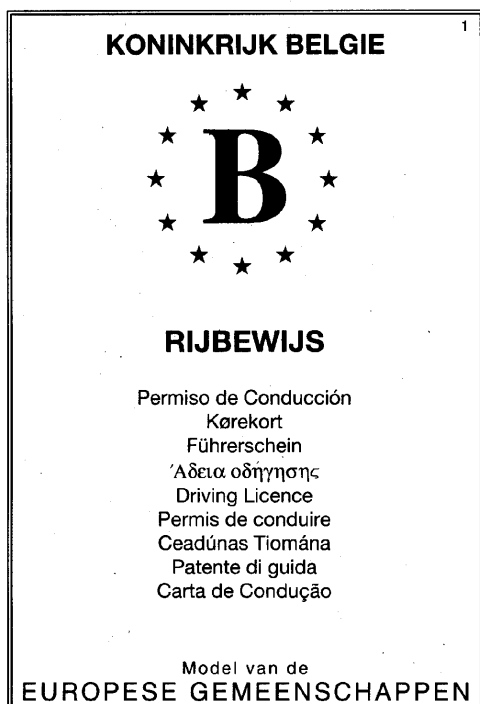 1
KONINKRIJK BELGIE
B
RIJBEWIJS
Permiso de Conducción
Kørekort
Führerschein
Άδεια οδήγησης
Driving Licence
Permis de conduire
Ceadúnas Tiomána
Patente di guida
Carta de Condução
Model van de
EUROPESE GEMEENSCHAPPEN